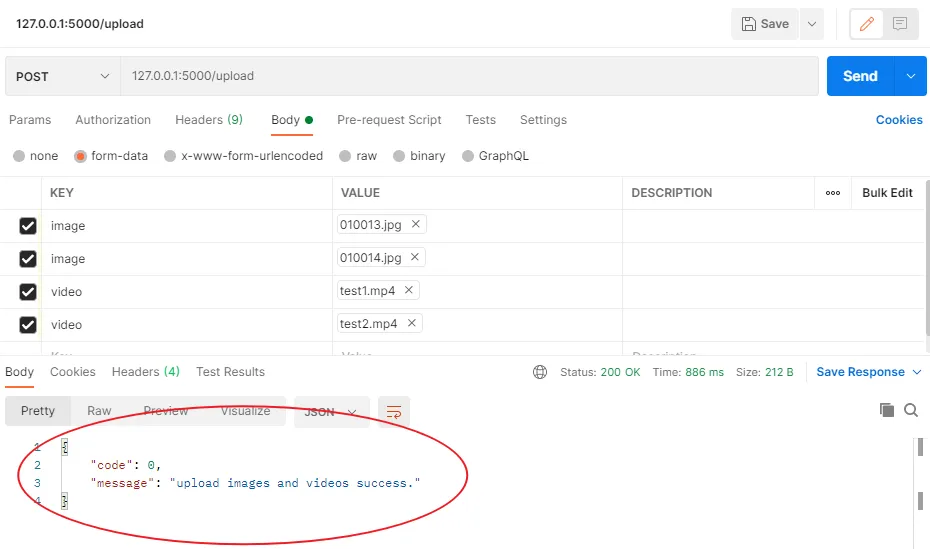 127.0.0.1:5000/upload
Save
POST 127.0.0.1:5000/upload Send
Params Authorization Headers (9) Body Pre-request Script Tests Settings Cookies
none form-data x-www-form-urlencoded raw binary GraphQL
KEY VALUE DESCRIPTION ooo Bulk Edit
image 010013.jpg ×
image 010014.jpg ×
video test1.mp4 ×
video test2.mp4 ×
Key Value Description
Body Cookies Headers (4) Test Results Status: 200 OK Time: 886 ms Size: 212 B Save Response
Pretty Raw Preview Visualize JSON
1 {
2 "code": 0,
3 "message": "upload images and videos success."
4 }